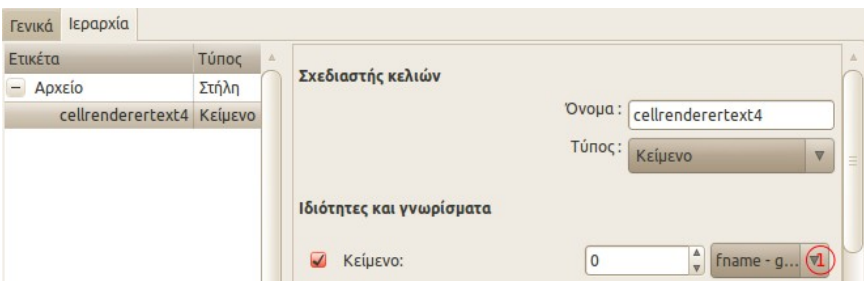 Γενικά Ιεραρχία
Ετικέτα Τύπος
− Αρχείο Στήλη
cellrenderertext4 Κείμενο
Σχεδιαστής κελιών
Όνομα : cellrenderertext4
Τύπος : Κείμενο
Ιδιότητες και γνωρίσματα
Κείμενο: 0 fname - g... 1